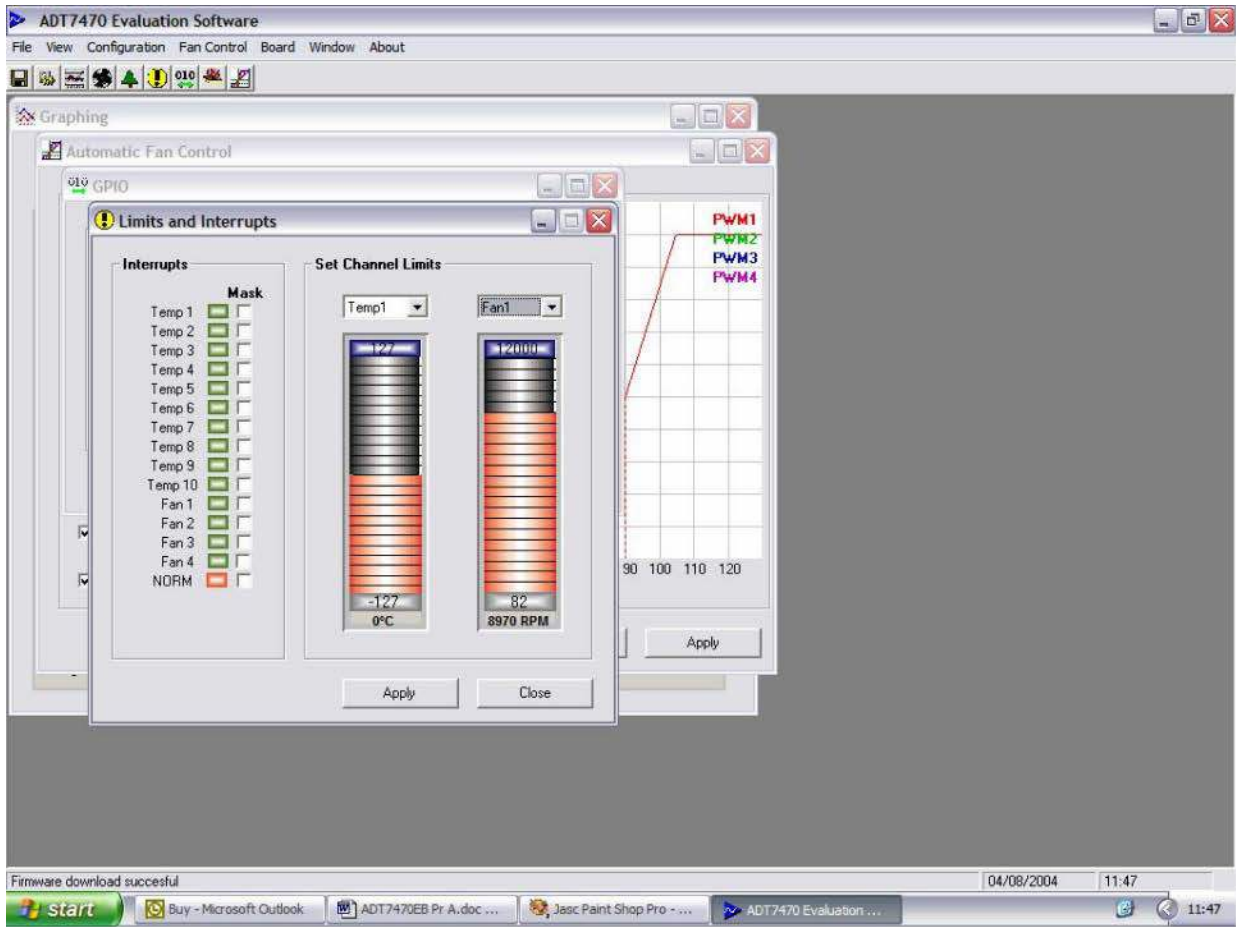 ADT7470 Evaluation Software
File View Configuration Fan Control Board Window About
Graphing
Automatic Fan Control
GPIO
Limits and Interrupts
Interrupts
Mask
Temp 1
Temp 2
Temp 3
Temp 4
Temp 5
Temp 6
Temp 7
Temp 8
Temp 9
Temp 10
Fan 1
Fan 2
Fan 3
Fan 4
NORM
Set Channel Limits
Temp1 Fan1
127 12000
-127 82
0°C 8970 RPM
Apply Close
PWM1
PWM2
PWM3
PWM4
90 100 110 120
Apply
Firmware download succesful 04/08/2004 11:47
start Buy - Microsoft Outlook ADT7470EB Pr A.doc ... Jasc Paint Shop Pro - ... ADT7470 Evaluation ... 11:47